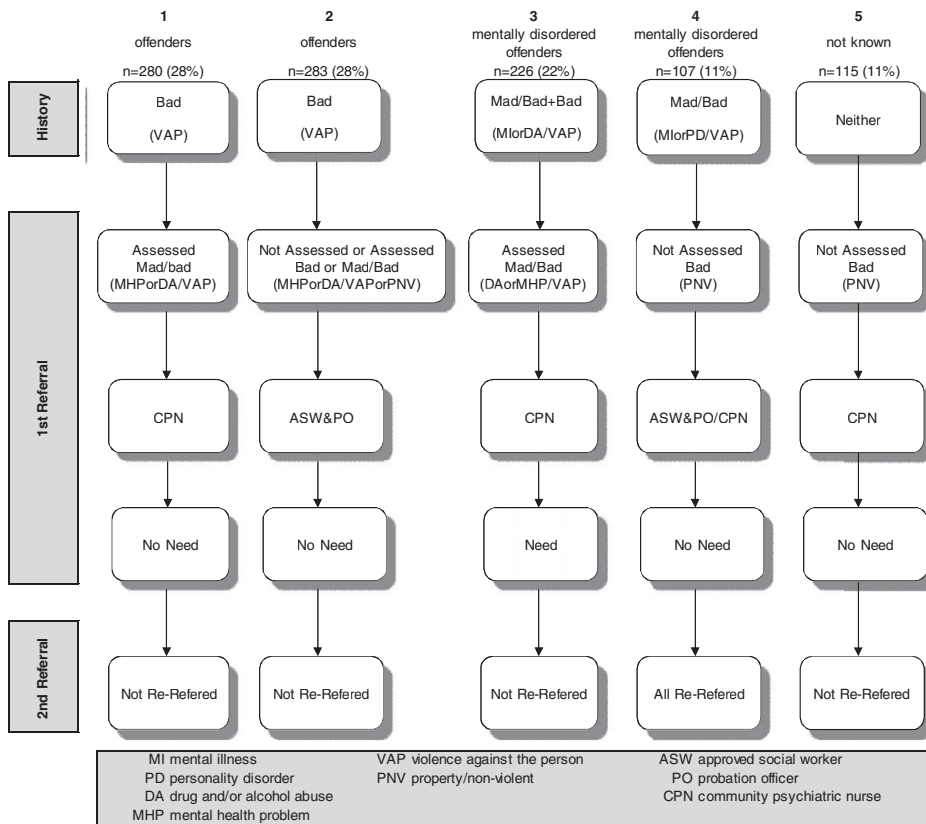 1
offenders
n=280 (28%)
2
offenders
n=283 (28%)
3
mentally disordered
offenders
n=226 (22%)
4
mentally disordered
offenders
n=107 (11%)
5
not known
n=115 (11%)
History
Bad
(VAP)
Bad
(VAP)
Mad/Bad+Bad
(MIorDA/VAP)
Mad/Bad
(MIorPD/VAP)
Neither
1st Referral
Assessed
Mad/bad
(MHPorDA/VAP)
Not Assessed or Assessed
Bad or Mad/Bad
(MHPorDA/VAPorPNV)
Assessed
Mad/Bad
(DAorMHP/VAP)
Not Assessed
Bad
(PNV)
Not Assessed
Bad
(PNV)
CPN
ASW&PO
CPN
ASW&PO/CPN
CPN
No Need
No Need
Need
No Need
No Need
2nd Referral
Not Re-Refered
Not Re-Refered
Not Re-Refered
All Re-Refered
Not Re-Refered
MI mental illness
PD personality disorder
DA drug and/or alcohol abuse
MHP mental health problem
VAP violence against the person
PNV property/non-violent
ASW approved social worker
PO probation officer
CPN community psychiatric nurse